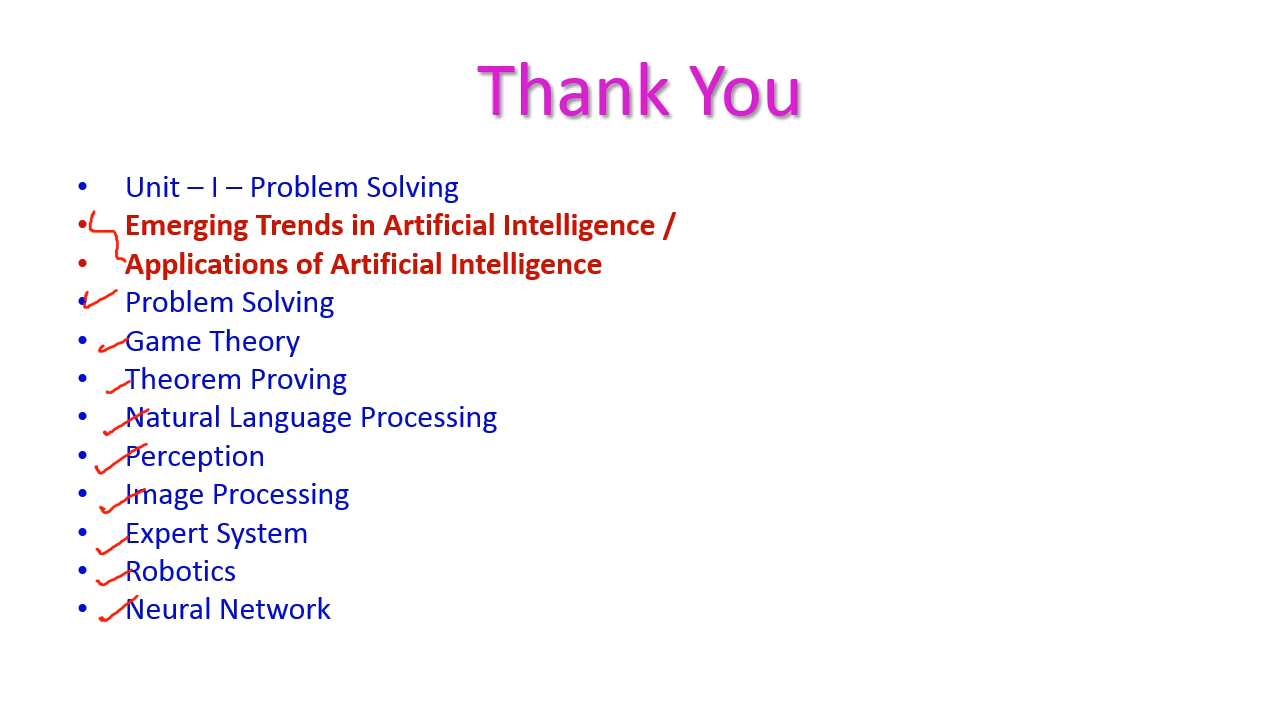 Thank You
• Unit – I – Problem Solving
• Emerging Trends in Artificial Intelligence /
• Applications of Artificial Intelligence
• Problem Solving
• Game Theory
• Theorem Proving
• Natural Language Processing
• Perception
• Image Processing
• Expert System
• Robotics
• Neural Network